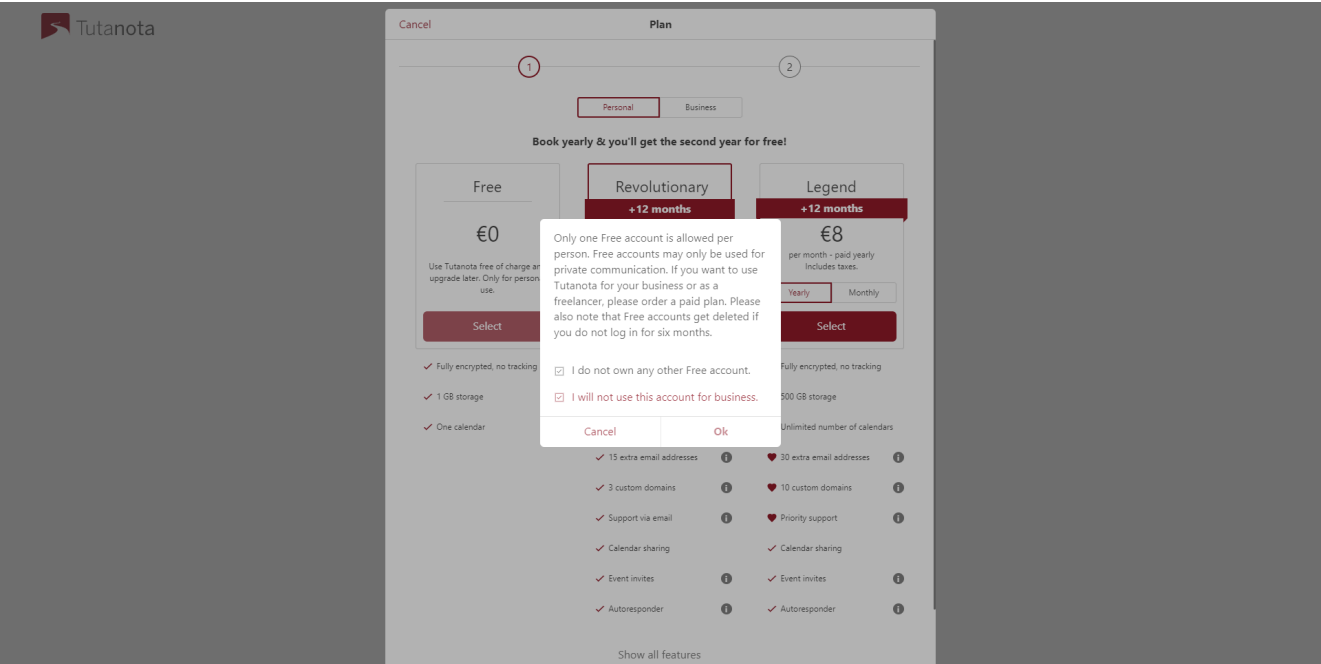 Tutanota
Cancel
Plan
1
2
Personal
Business
Book yearly & you'll get the second year for free!
Free
€0
Use Tutanota free of charge an
upgrade later. Only for person
use.
Select
Fully encrypted, no tracking
1 GB storage
One calendar
Revolutionary
+12 months
Legend
+12 months
€8
per month - paid yearly
Includes taxes.
Yearly
Monthly
Select
Only one Free account is allowed per
person. Free accounts may only be used for
private communication. If you want to use
Tutanota for your business or as a
freelancer, please order a paid plan. Please
also note that Free accounts get deleted if
you do not log in for six months.
I do not own any other Free account.
I will not use this account for business.
Cancel
Ok
15 extra email addresses
3 custom domains
Support via email
Calendar sharing
Event invites
Autoresponder
Fully encrypted, no tracking
500 GB storage
Unlimited number of calendars
30 extra email addresses
10 custom domains
Priority support
Calendar sharing
Event invites
Autoresponder
Show all features